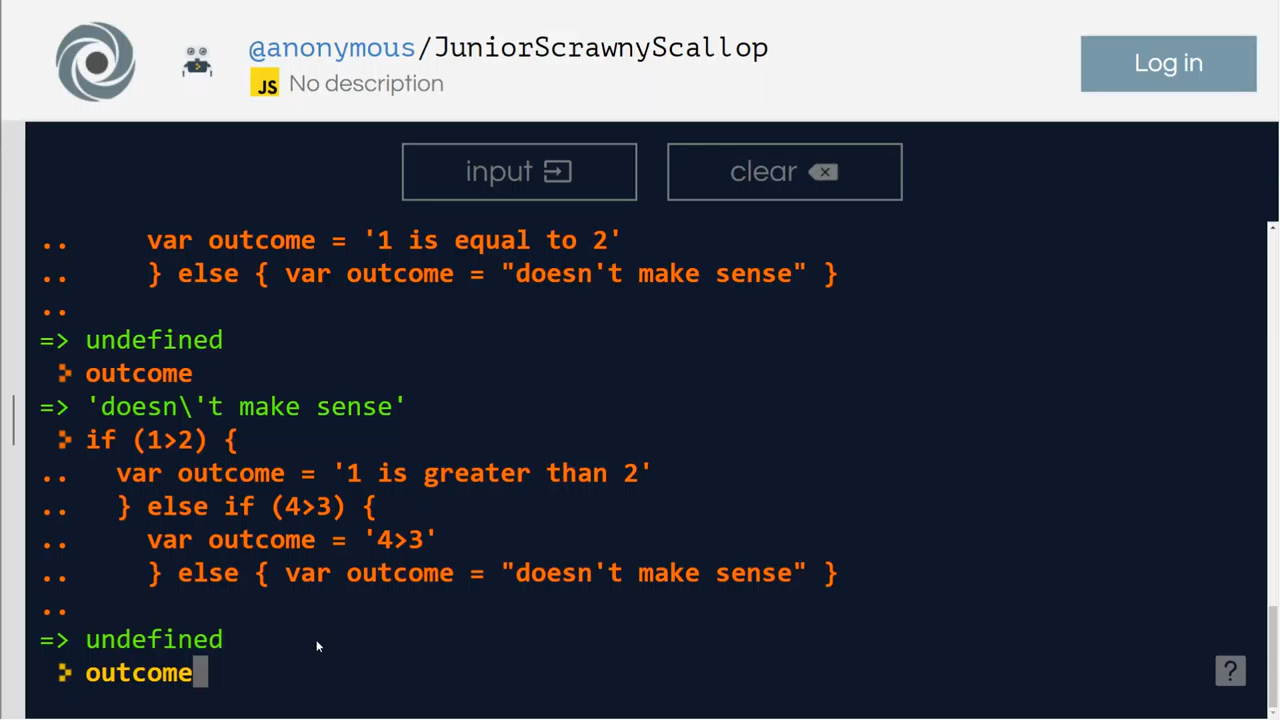 @anonymous/JuniorScrawnyScallop
Log in
JS No description
input clear
.. var outcome = '1 is equal to 2'
.. } else { var outcome = "doesn't make sense" }
..
=> undefined
outcome
=> 'doesn\'t make sense'
if (1>2) {
.. var outcome = '1 is greater than 2'
.. } else if (4>3) {
.. var outcome = '4>3'
.. } else { var outcome = "doesn't make sense" }
..
=> undefined
outcome
?